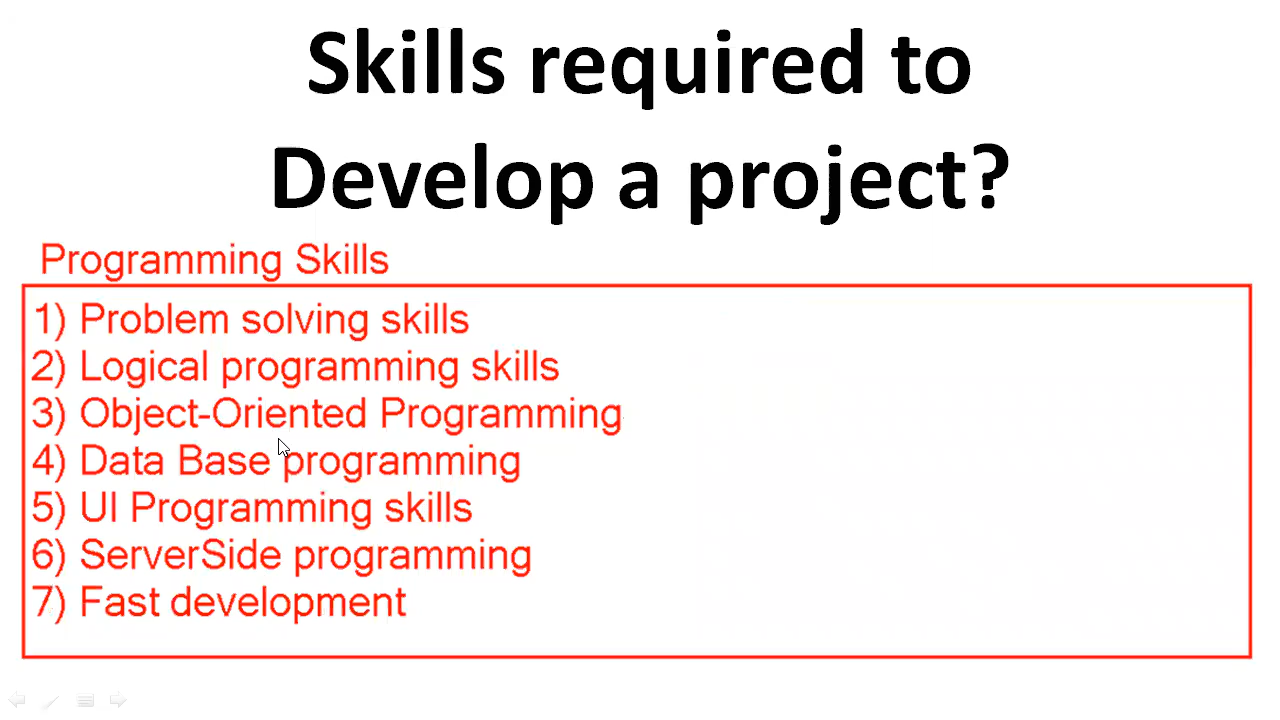 Skills required to
Develop a project?
Programming Skills
1) Problem solving skills
2) Logical programming skills
3) Object-Oriented Programming
4) Data Base programming
5) UI Programming skills
6) ServerSide programming
7) Fast development